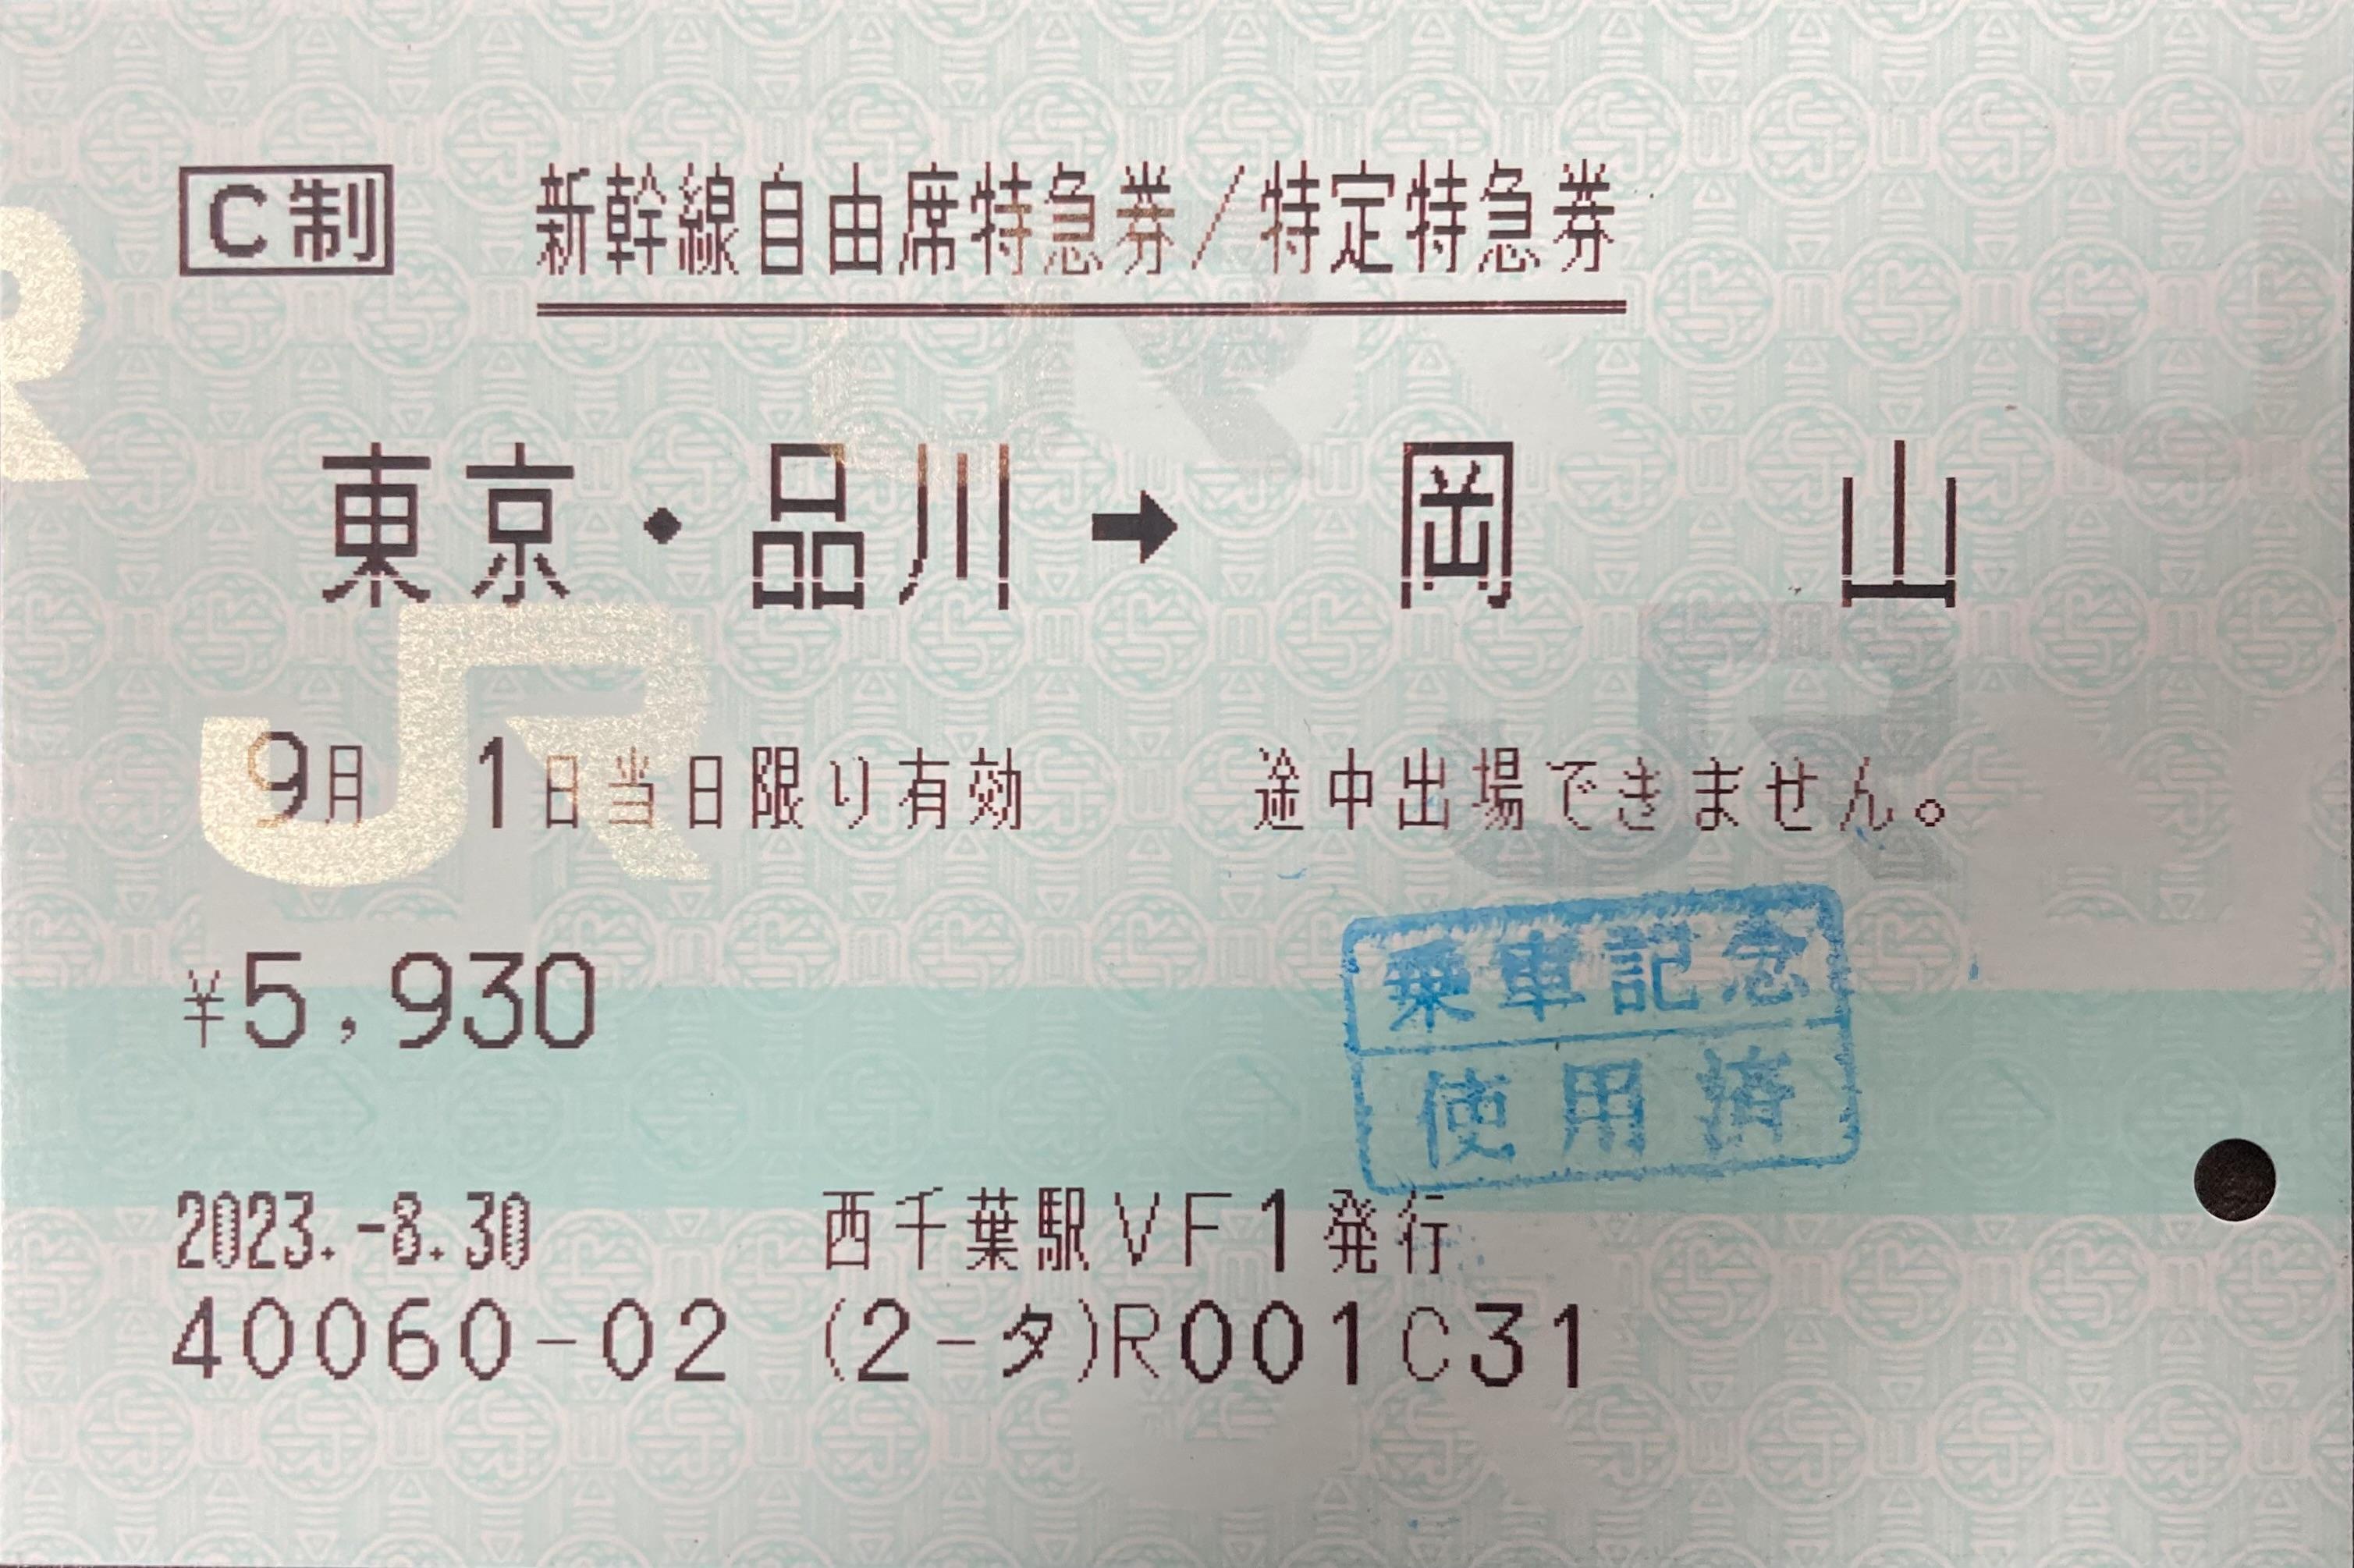 C制 新幹線自由席特急券/特定特急券
東京・品川➡岡山
9月 1日当日限り有効 途中出場できません。
¥5,930
乗車記念
使用済
2023.-8.30 西千葉駅VF1発行
40060-02 (2-タ)R001C31
JR